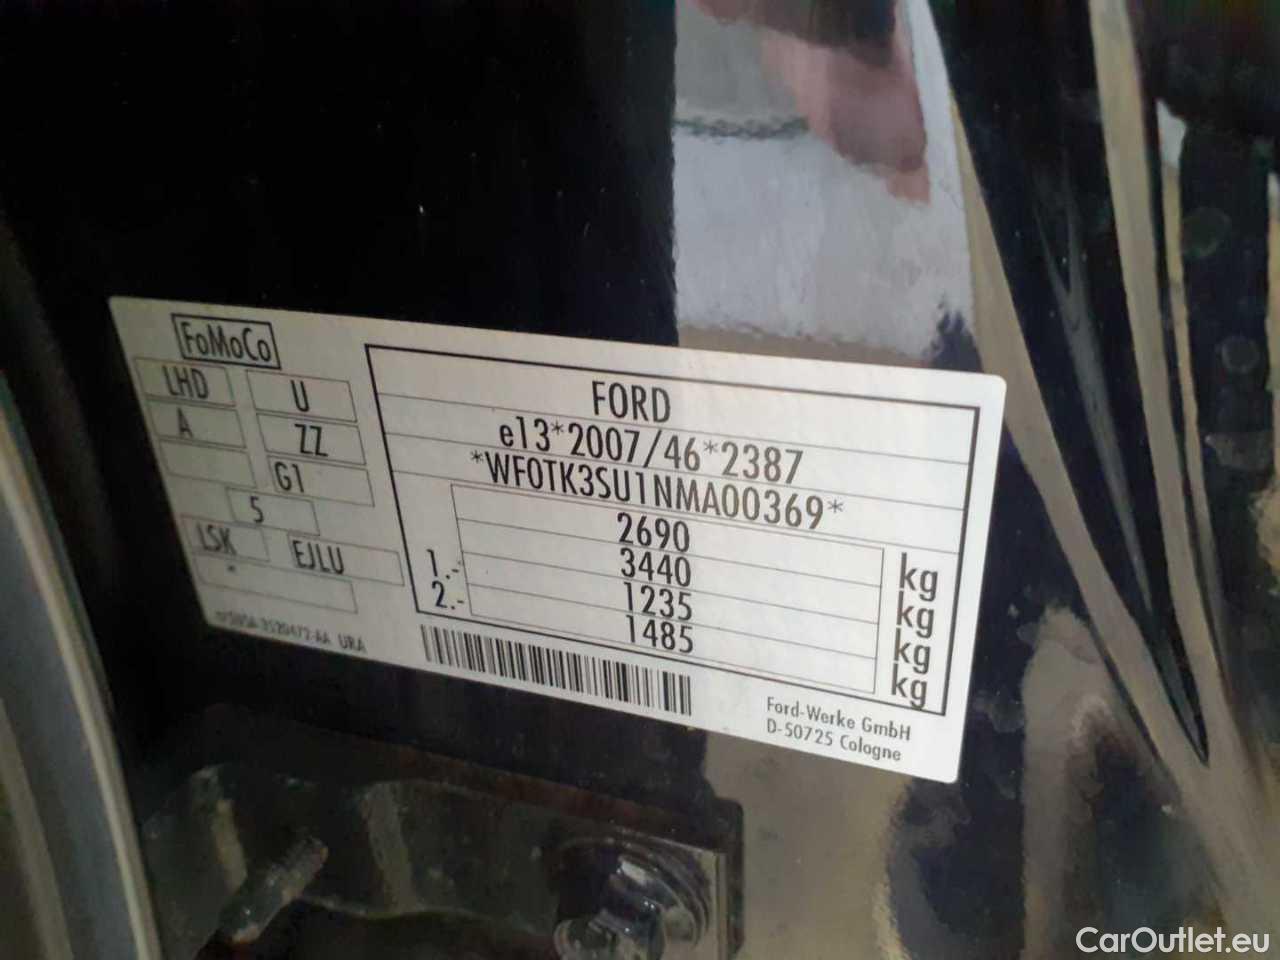 FoMoCo
LHD U
A ZZ
G1
5
LSK EJLU
FORD
e13*2007/46*2387
*WF0TK3SU1NMA00369*
2690 kg
3440 kg
1.- 1235 kg
2.- 1485 kg
URA
Ford-Werke GmbH
D-50725 Cologne
CarOutlet.eu